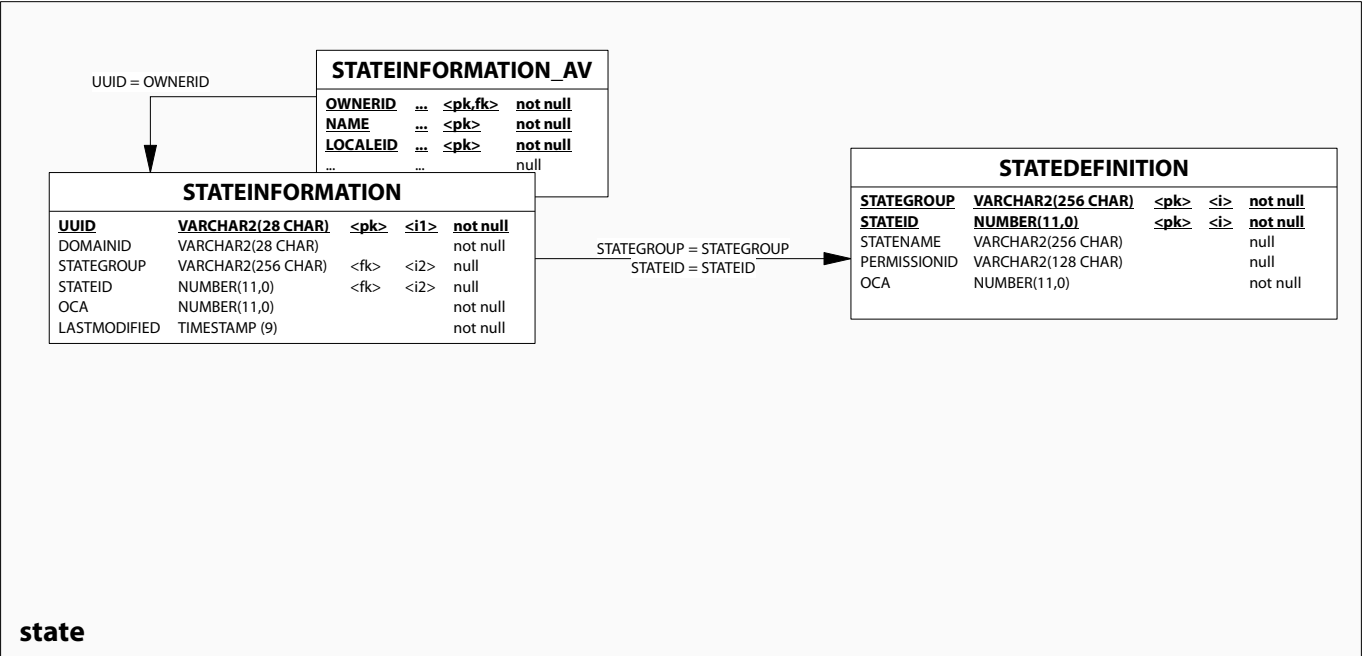 UUID = OWNERID
STATEINFORMATION_AV
OWNERID ... <pk,fk> not null
NAME ... <pk> not null
LOCALEID ... <pk> not null
... ... null
STATEINFORMATION
UUID VARCHAR2(28 CHAR) <pk> <i1> not null
DOMAINID VARCHAR2(28 CHAR) not null
STATEGROUP VARCHAR2(256 CHAR) <fk> <i2> null
STATEID NUMBER(11,0) <fk> <i2> null
OCA NUMBER(11,0) not null
LASTMODIFIED TIMESTAMP (9) not null
STATEGROUP = STATEGROUP
STATEID = STATEID
STATEDEFINITION
STATEGROUP VARCHAR2(256 CHAR) <pk> <i> not null
STATEID NUMBER(11,0) <pk> <i> not null
STATENAME VARCHAR2(256 CHAR) null
PERMISSIONID VARCHAR2(128 CHAR) null
OCA NUMBER(11,0) not null
state